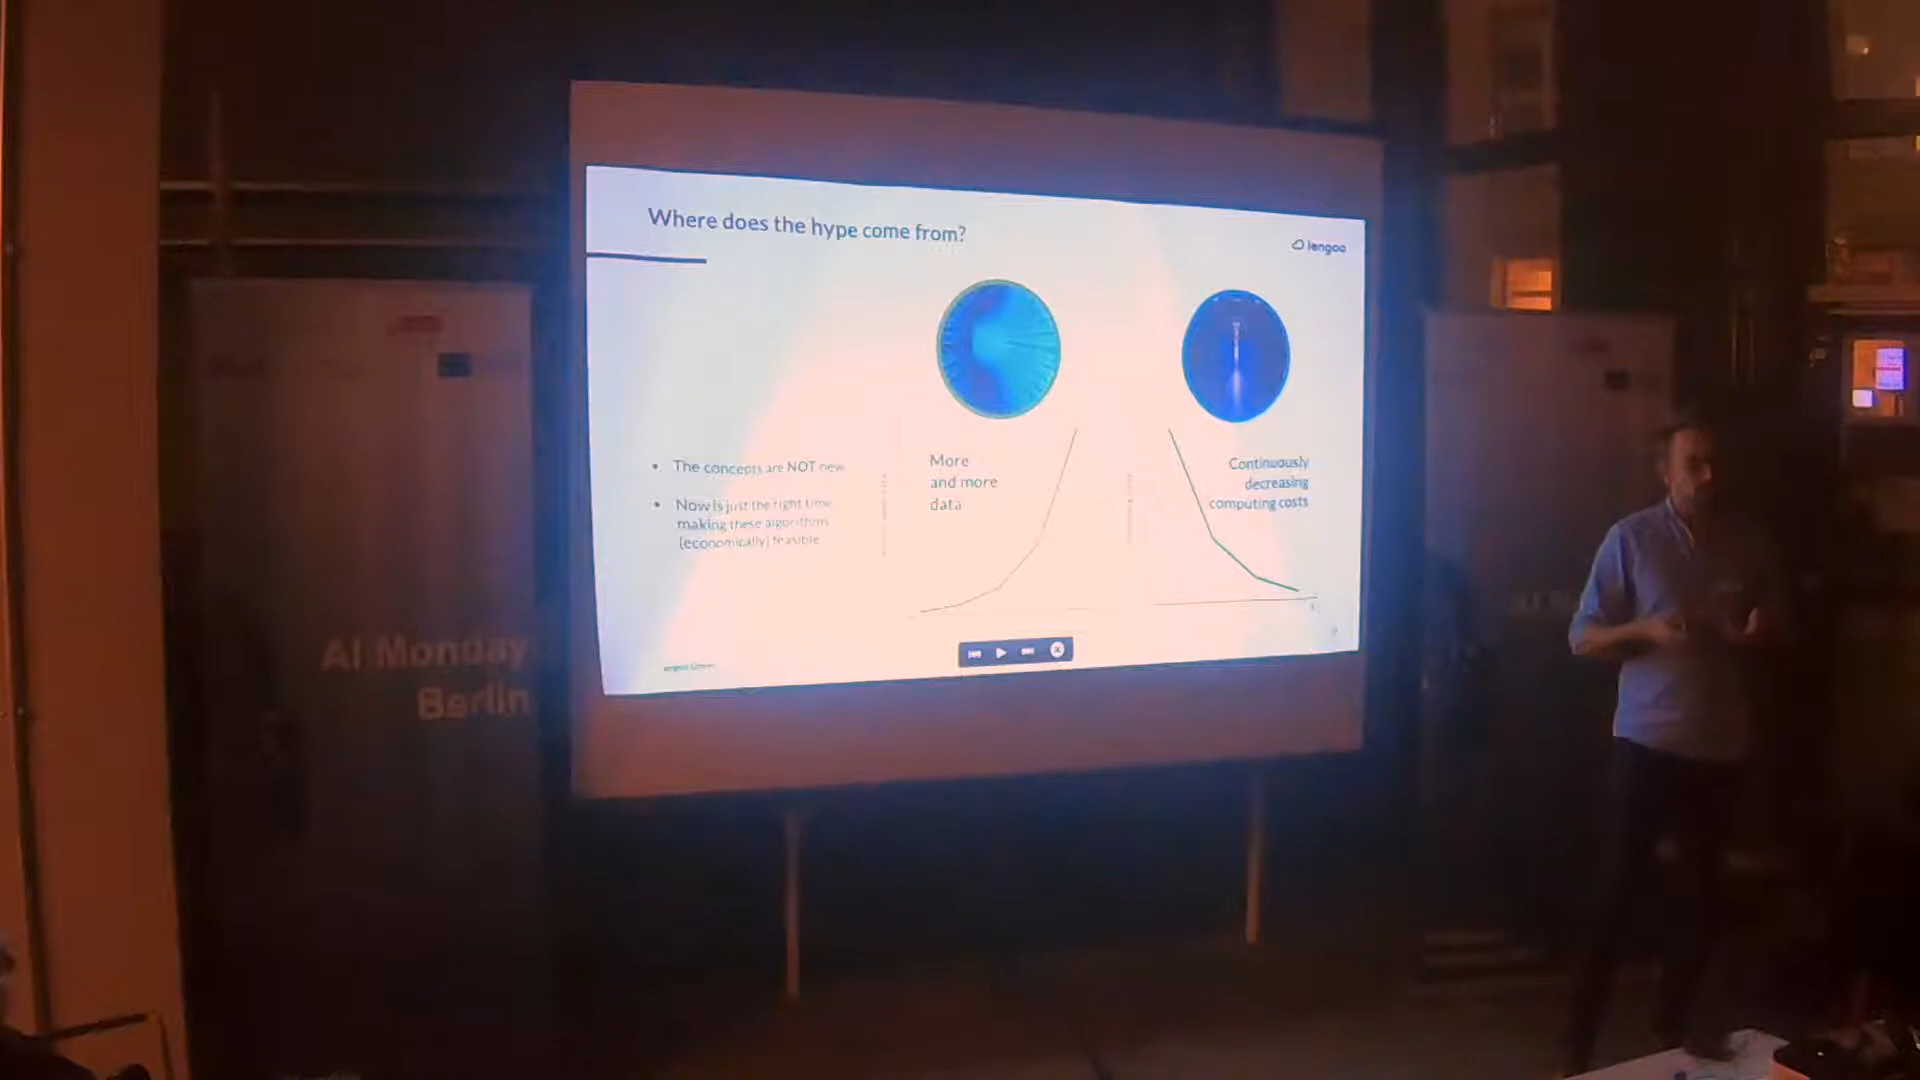 Where does the hype come from?
lengoo
The concepts are NOT new
Now is just the right time
making these algorithms
(economically) feasible
More
and more
data
Continuously
decreasing
computing costs
AI Monday
Berlin